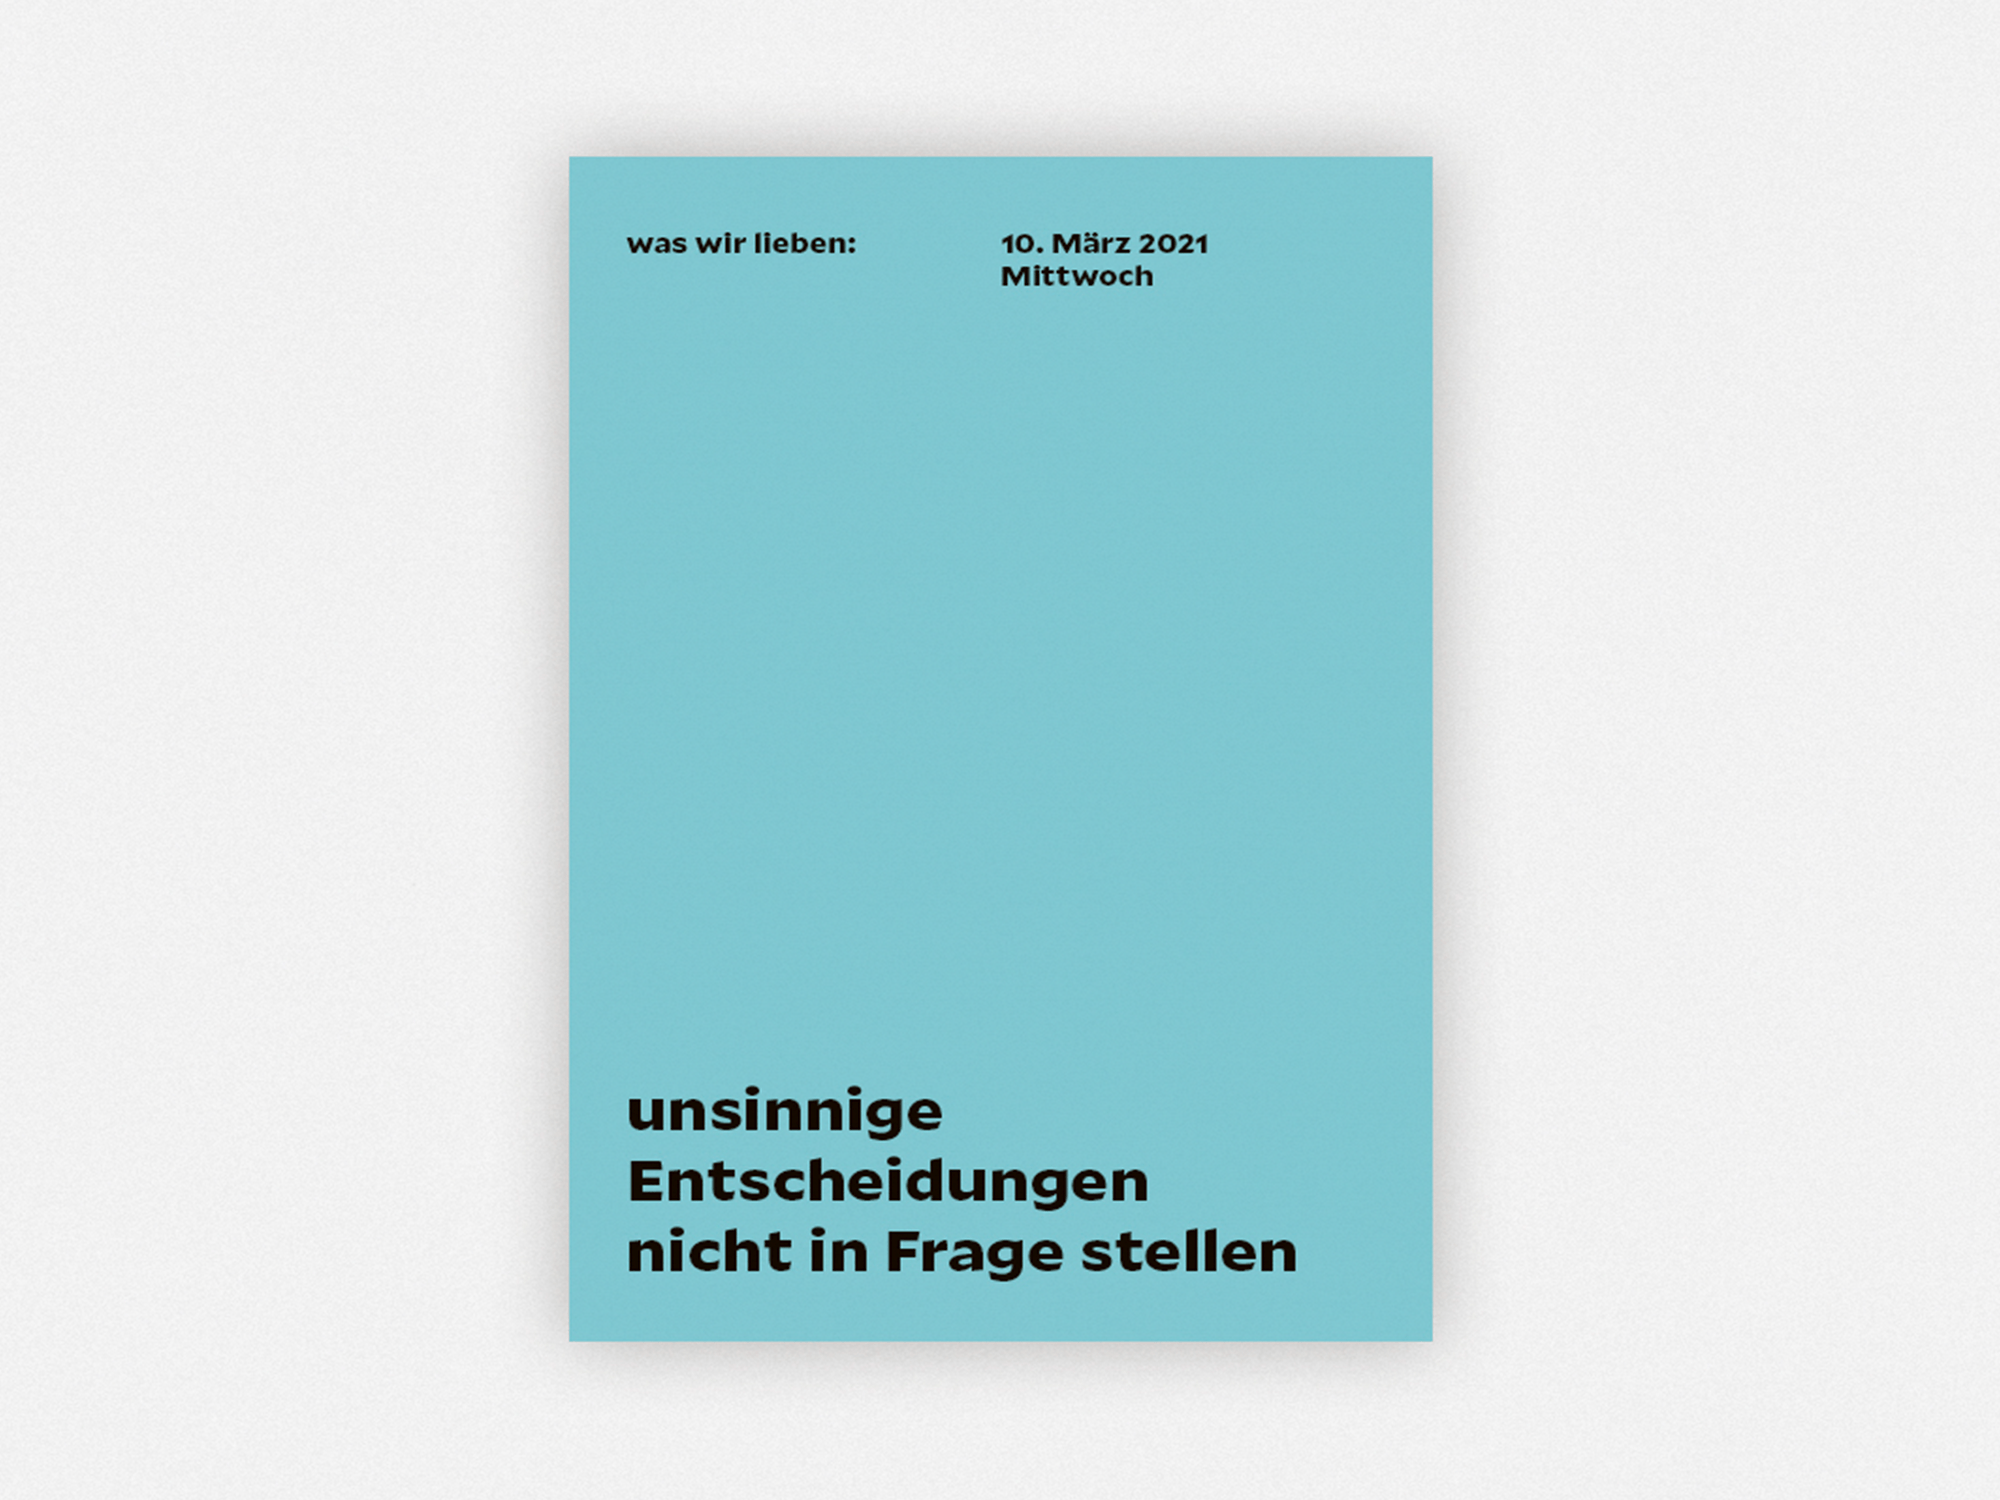 was wir lieben:
10. März 2021
Mittwoch
unsinnige
Entscheidungen
nicht in Frage stellen